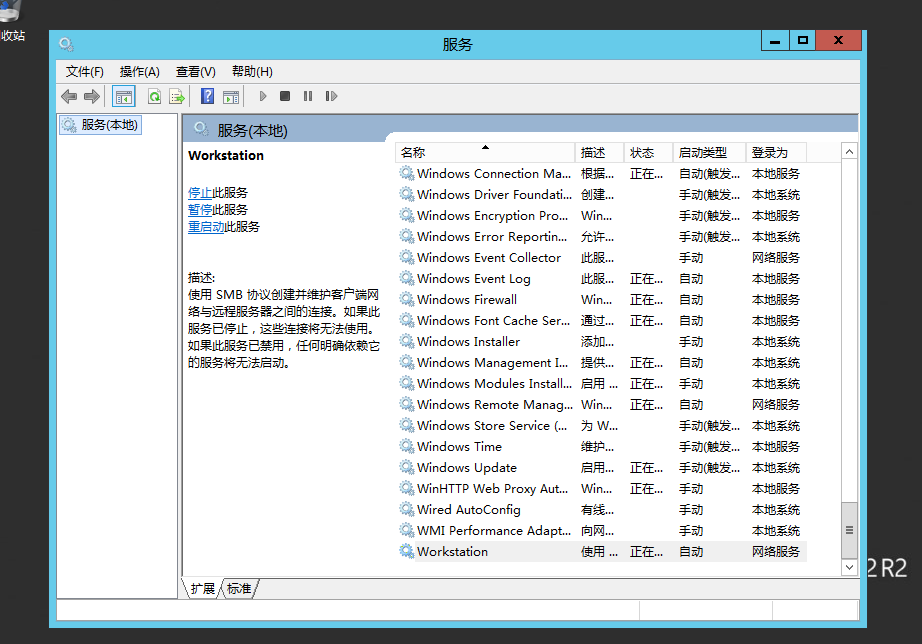 收站
服务
文件(F) 操作(A) 查看(V) 帮助(H)
服务(本地)
服务(本地)
Workstation
停止此服务
暂停此服务
重启动此服务
描述:
使用 SMB 协议创建并维护客户端网
络与远程服务器之间的连接。如果此
服务已停止，这些连接将无法使用。
如果此服务已禁用，任何明确依赖它
的服务将无法启动。
名称 描述 状态 启动类型 登录为
Windows Connection Ma... 根据... 正在... 自动(触发... 本地服务
Windows Driver Foundati... 创建... 手动(触发... 本地系统
Windows Encryption Pro... Win... 手动(触发... 本地服务
Windows Error Reportin... 允许... 手动(触发... 本地系统
Windows Event Collector 此服... 手动 网络服务
Windows Event Log 此服... 正在... 自动 本地服务
Windows Firewall Win... 正在... 自动 本地服务
Windows Font Cache Ser... 通过... 正在... 自动 本地服务
Windows Installer 添加... 手动 本地系统
Windows Management I... 提供... 正在... 自动 本地系统
Windows Modules Install... 启用 ... 正在... 手动 本地系统
Windows Remote Manag... Win... 正在... 自动 网络服务
Windows Store Service (... 为 W... 手动(触发... 本地系统
Windows Time 维护... 手动(触发... 本地服务
Windows Update 启用... 正在... 手动(触发... 本地系统
WinHTTP Web Proxy Aut... Win... 正在... 手动 本地服务
Wired AutoConfig 有线... 手动 本地系统
WMI Performance Adapt... 向网... 手动 本地系统
Workstation 使用 ... 正在... 自动 网络服务
扩展 标准
2 R2